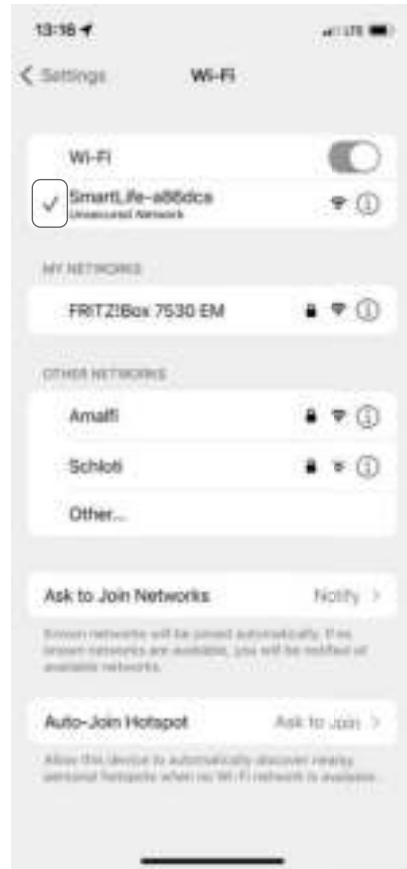 13:16
LTE
Settings
Wi-Fi
Wi-Fi
SmartLife-a86dca
Unsecured Network
MY NETWORKS
FRITZ!Box 7530 EM
OTHER NETWORKS
Amalfi
Schloti
Other...
Ask to Join Networks
Notify
Known networks will be joined automatically. If no
known networks are available, you will be notified of
available networks.
Auto-Join Hotspot
Ask to Join
Allow this device to automatically discover nearby
personal hotspots when no Wi-Fi network is available.